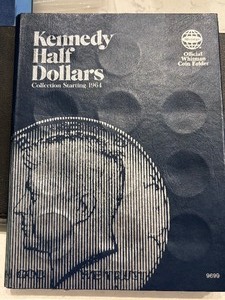 Kennedy
Half
Dollars
Collection Starting 1964
Official
Whitman
Coin Folder
9699